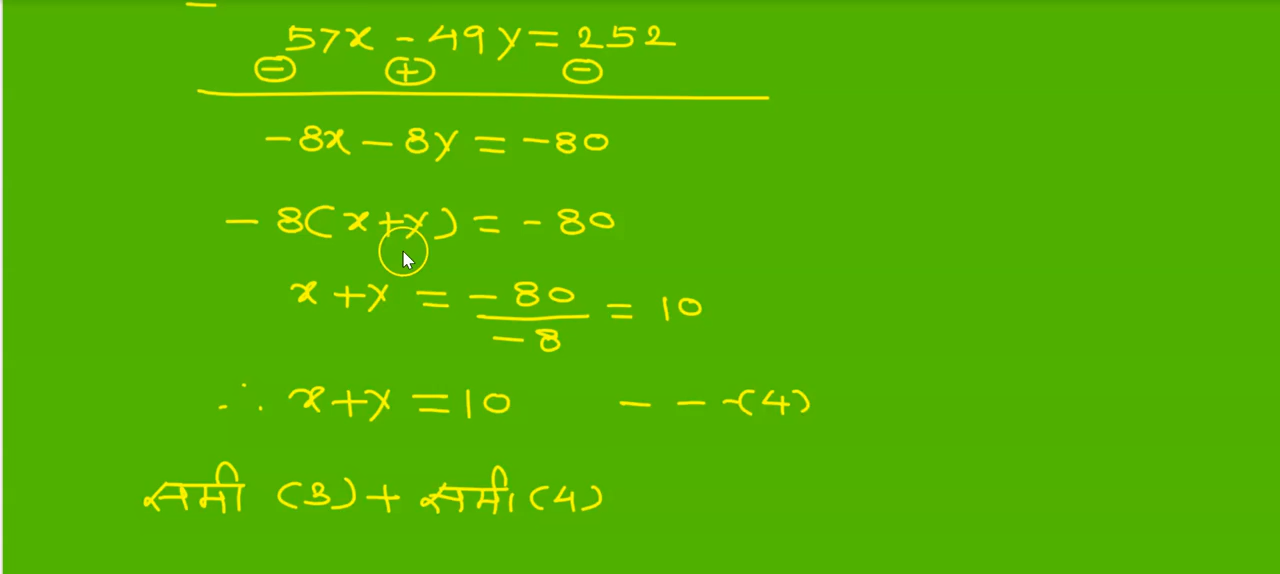 57x - 49y = 252
⊖ ⊕ ⊖
-8x - 8y = -80
-8(x+y) = -80
x+y = -80/-8 = 10
∴ x+y = 10 ---(4)
समी (3) + समी (4)